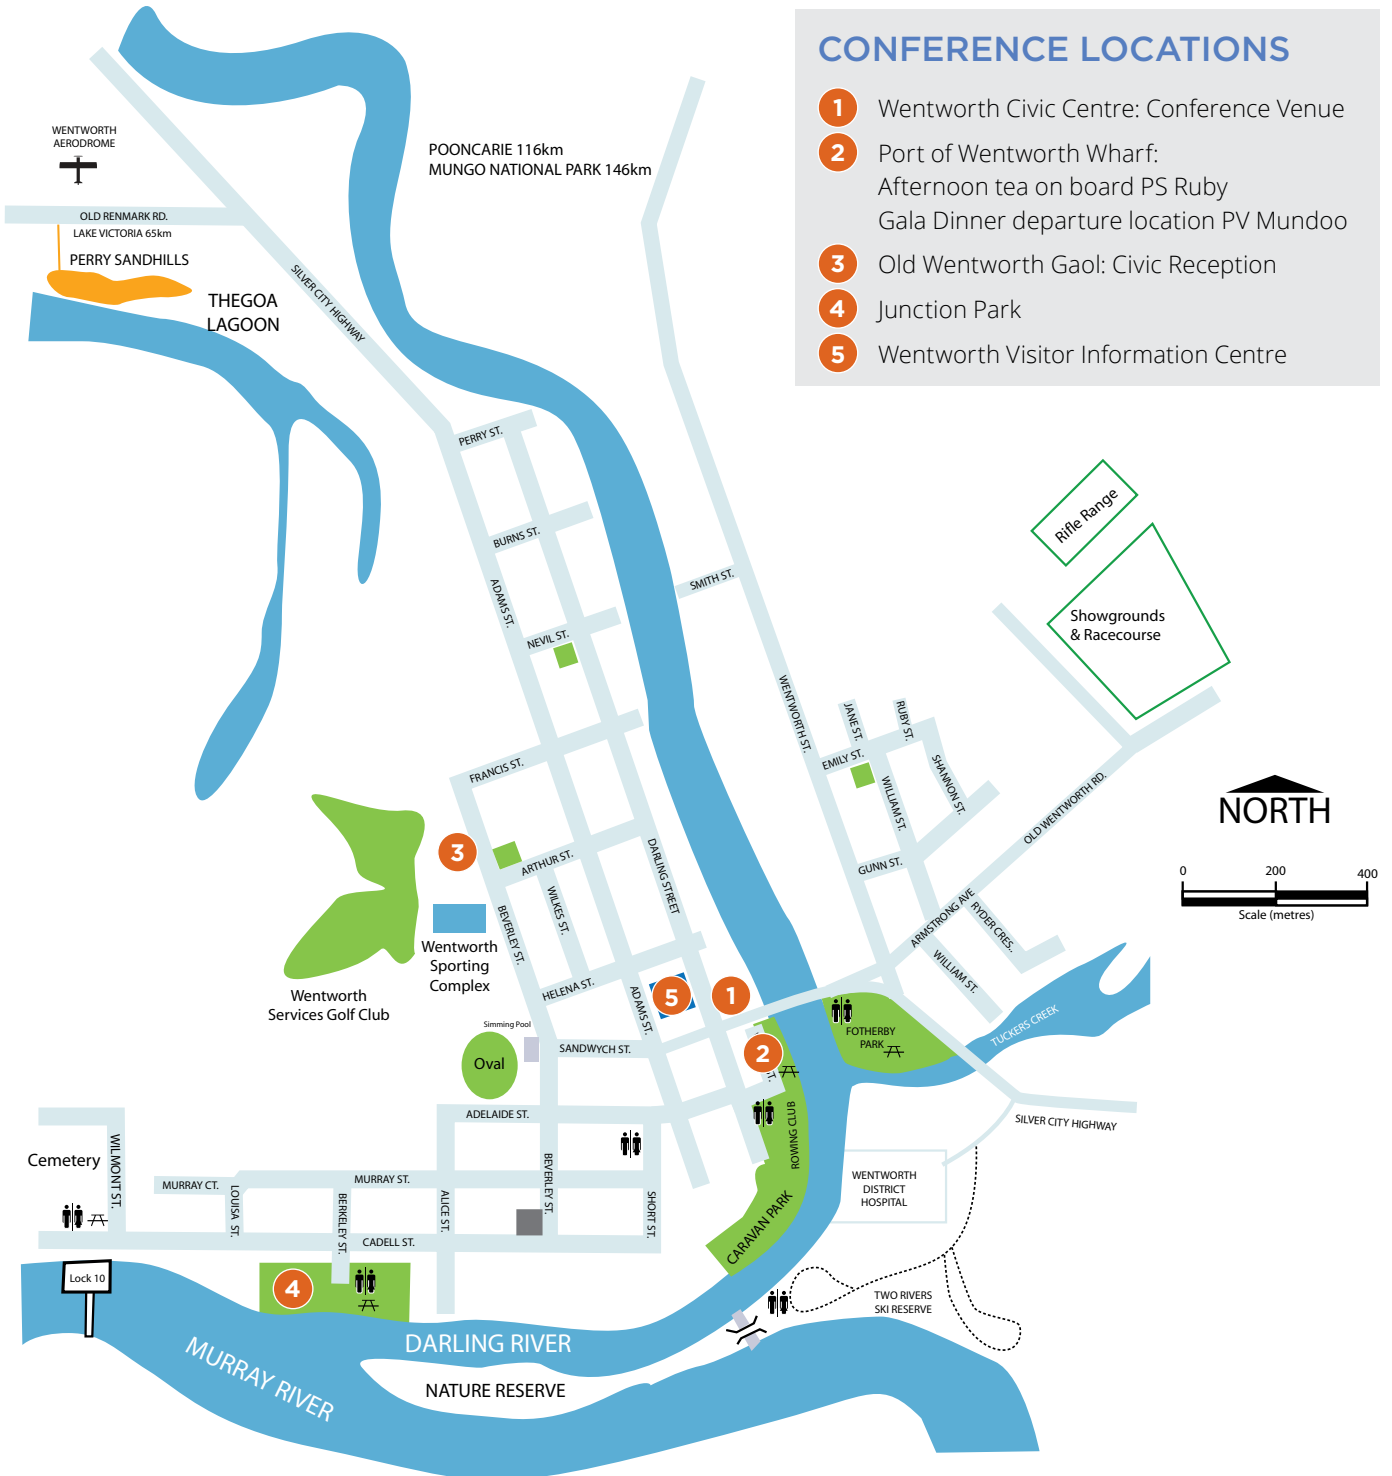 CONFERENCE LOCATIONS
1 Wentworth Civic Centre: Conference Venue
2 Port of Wentworth Wharf:
Afternoon tea on board PS Ruby
Gala Dinner departure location PV Mundoo
3 Old Wentworth Gaol: Civic Reception
4 Junction Park
5 Wentworth Visitor Information Centre
WENTWORTH
AERODROME
POONCARIE 116km
MUNGO NATIONAL PARK 146km
OLD RENMARK RD.
LAKE VICTORIA 65km
PERRY SANDHILLS
THEGOA
LAGOON
SILVER CITY HIGHWAY
PERRY ST.
BURNS ST.
ADAMS ST.
NEVIL ST.
SMITH ST.
Rifle Range
Showgrounds
& Racecourse
WENTWORTH ST.
JANE ST.
RUBY ST.
EMILY ST.
SHANNON ST.
WILLIAM ST.
OLD WENTWORTH RD.
NORTH
FRANCIS ST.
3
ARTHUR ST.
DARLING STREET
WILKES ST.
GUNN ST.
0 200 400
Scale (metres)
BEVERLEY ST.
ARMSTRONG AVE
RYDER CRES..
WILLIAM ST.
Wentworth
Sporting
Complex
Wentworth
Services Golf Club
HELENA ST.
ADAMS ST.
5
1
Simming Pool
SANDWYCH ST.
Oval
2
ST.
FOTHERBY
PARK
TUCKERS CREEK
ADELAIDE ST.
ROWING CLUB
SILVER CITY HIGHWAY
Cemetery
WILMONT ST.
MURRAY CT.
LOUISA ST.
MURRAY ST.
BERKELEY ST.
ALICE ST.
BEVERLEY ST.
SHORT ST.
WENTWORTH
DISTRICT
HOSPITAL
CADELL ST.
CARAVAN PARK
Lock 10
4
TWO RIVERS
SKI RESERVE
DARLING RIVER
MURRAY RIVER
NATURE RESERVE